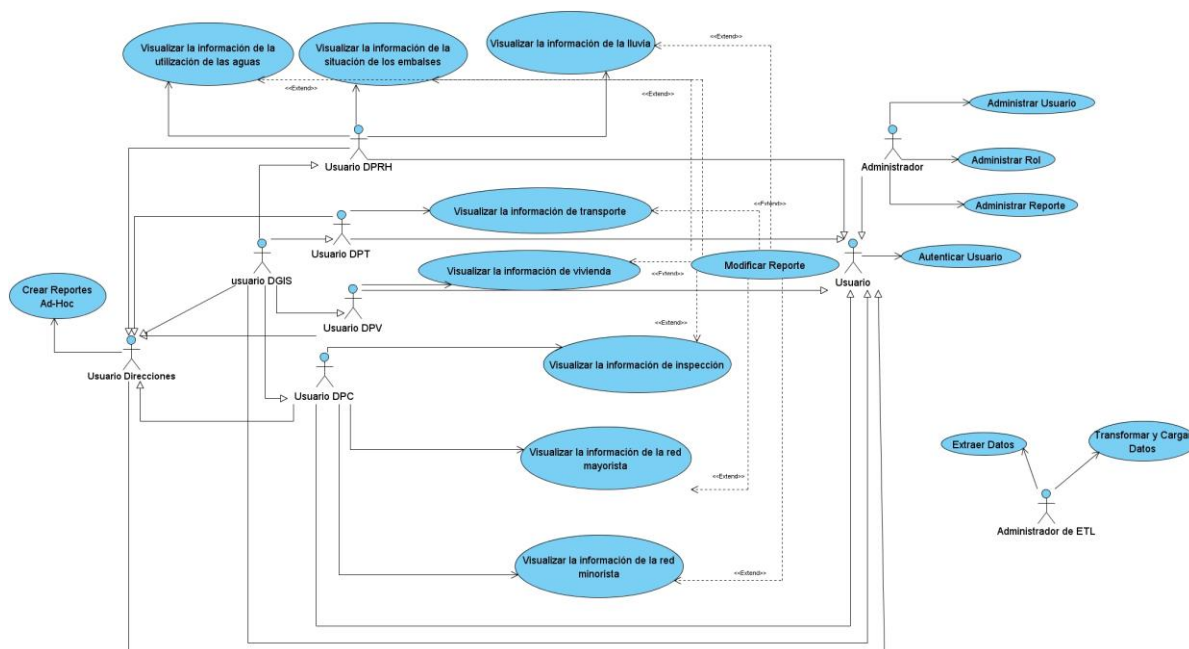 Visualizar la información de la
utilización de las aguas
Visualizar la información de la
situación de los embalses
Visualizar la información de la lluvia
<<Extend>>
<<Extend>>
<<Extend>>
Usuario DPRH
Administrador
Administrar Usuario
Administrar Rol
Administrar Reporte
Visualizar la información de transporte
<<Extend>>
Usuario DPT
usuario DGIS
Visualizar la información de vivienda
<<Extend>>
Modificar Reporte
Usuario
Autenticar Usuario
Crear Reportes
Ad-Hoc
Usuario DPV
<<Extend>>
Usuario Direcciones
Visualizar la información de inspección
Usuario DPC
Visualizar la información de la red
mayorista
<<Extend>>
Extraer Datos
Transformar y Cargar
Datos
Administrador de ETL
Visualizar la información de la red
minorista
<<Extend>>